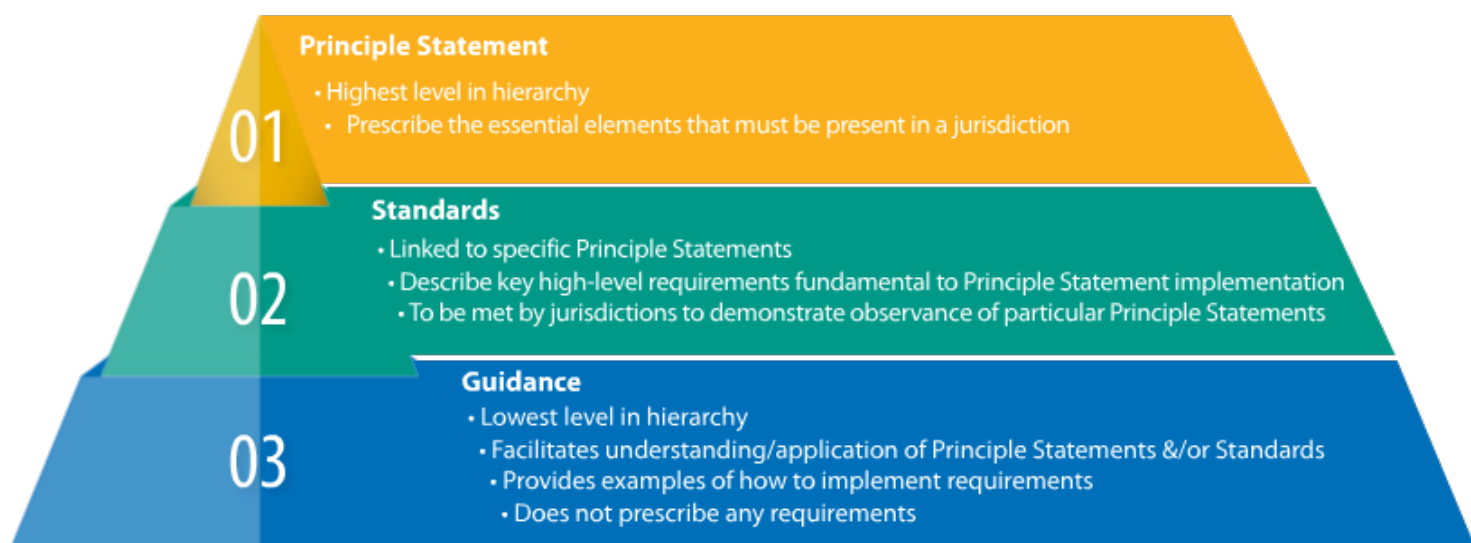 01
Principle Statement
• Highest level in hierarchy
• Prescribe the essential elements that must be present in a jurisdiction
02
Standards
• Linked to specific Principle Statements
• Describe key high-level requirements fundamental to Principle Statement implementation
• To be met by jurisdictions to demonstrate observance of particular Principle Statements
03
Guidance
• Lowest level in hierarchy
• Facilitates understanding/application of Principle Statements &/or Standards
• Provides examples of how to implement requirements
• Does not prescribe any requirements